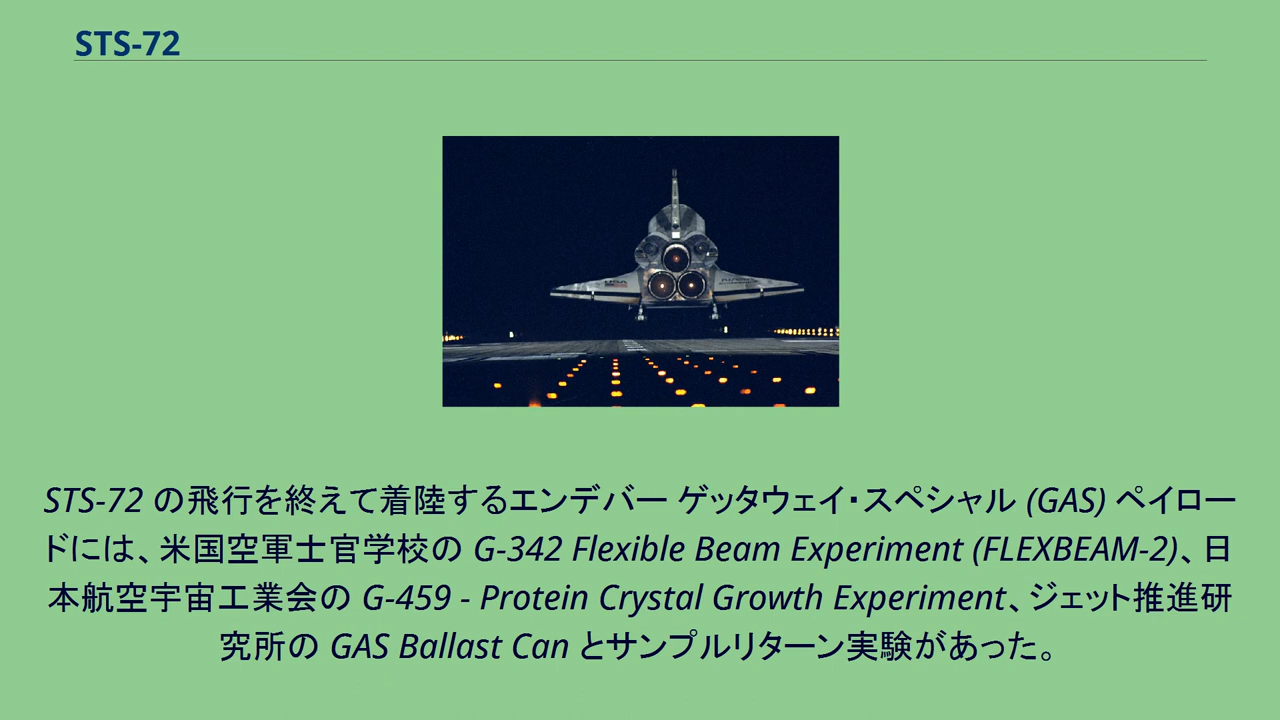 STS-72
USA
STS-72 の飛行を終えて着陸するエンデバー ゲッタウェイ・スペシャル (GAS) ペイロー
ドには、米国空軍士官学校の G-342 Flexible Beam Experiment (FLEXBEAM-2)、日
本航空宇宙工業会の G-459 - Protein Crystal Growth Experiment、ジェット推進研
究所の GAS Ballast Can とサンプルリターン実験があった。